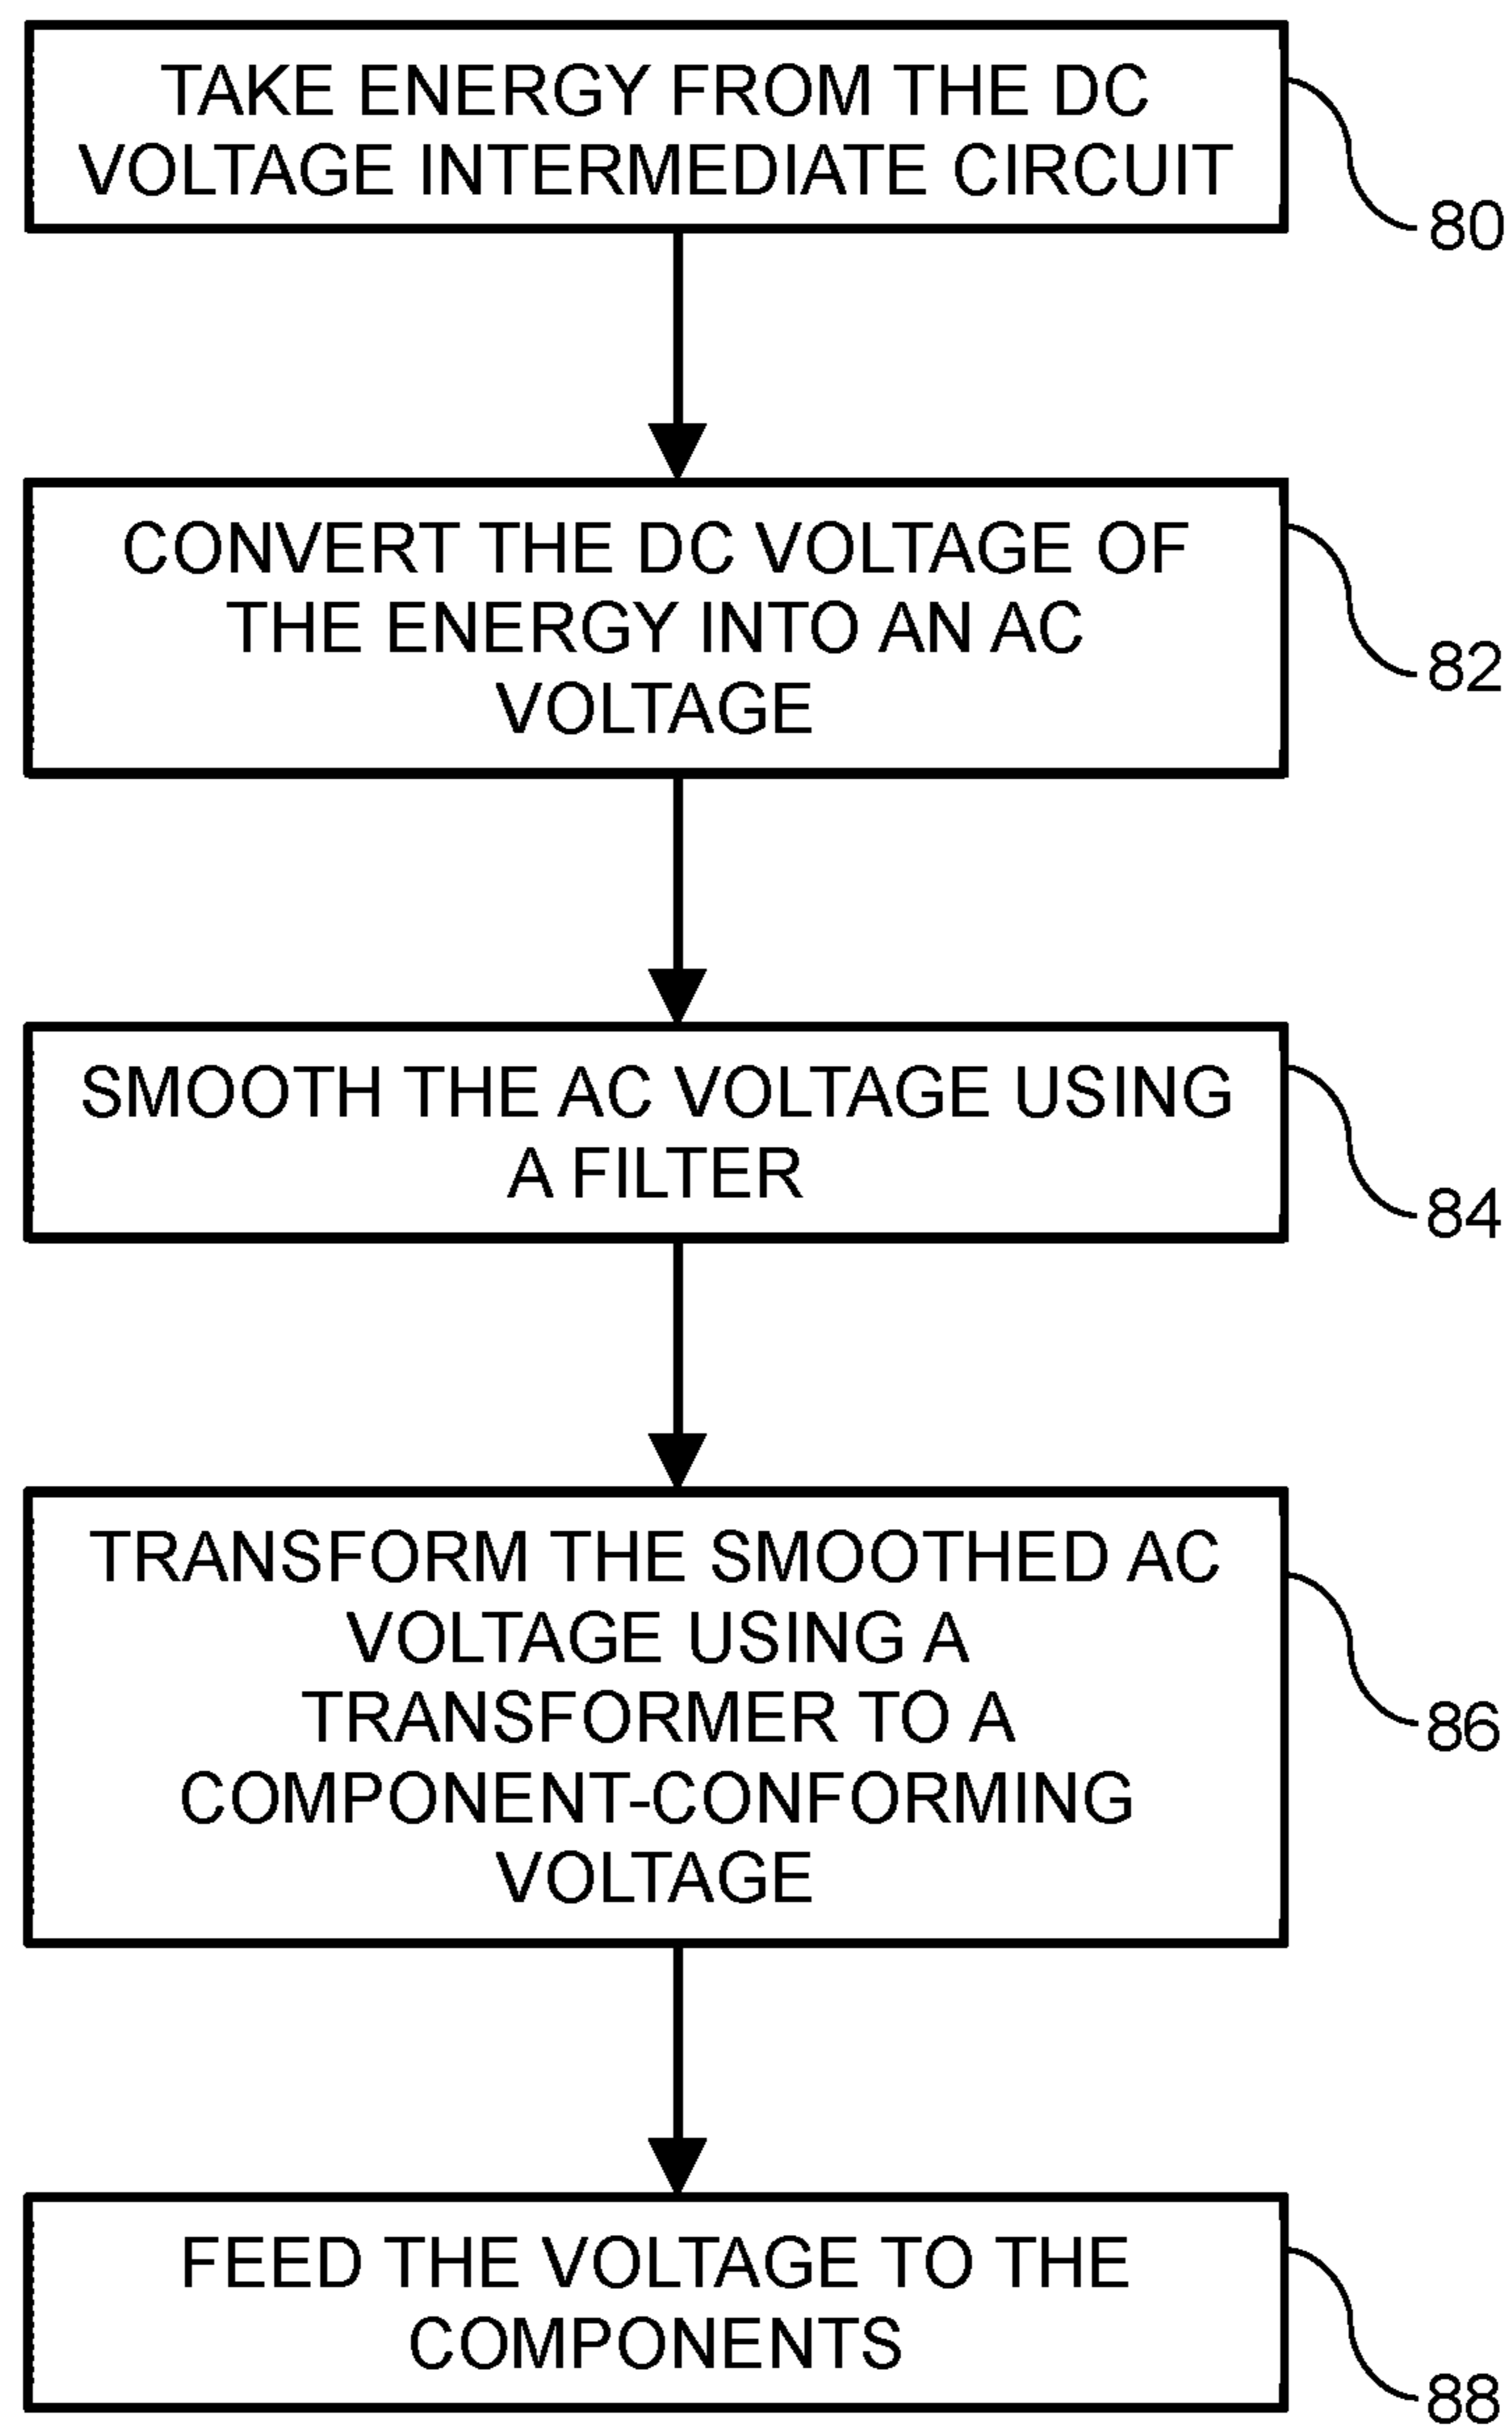 TAKE ENERGY FROM THE DC
VOLTAGE INTERMEDIATE CIRCUIT
80
CONVERT THE DC VOLTAGE OF
THE ENERGY INTO AN AC
VOLTAGE
82
SMOOTH THE AC VOLTAGE USING
A FILTER
84
TRANSFORM THE SMOOTHED AC
VOLTAGE USING A
TRANSFORMER TO A
COMPONENT-CONFORMING
VOLTAGE
86
FEED THE VOLTAGE TO THE
COMPONENTS
88